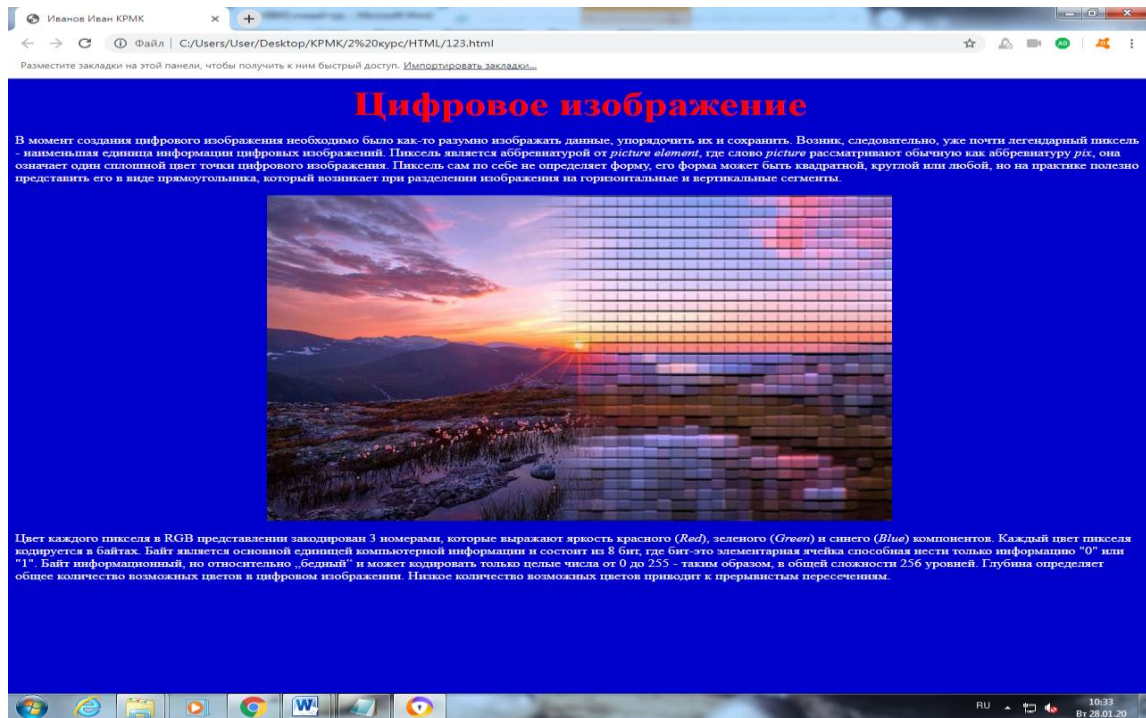 Иванов Иван КРМК
Файл | C:/Users/User/Desktop/КРМК/2%20курс/HTML/123.html
Разместите закладки на этой панели, чтобы получить к ним быстрый доступ. Импортировать закладки...
Цифровое изображение
В момент создания цифрового изображения необходимо было как-то разумно изображать данные, упорядочить их и сохранить. Возник, следовательно, уже почти легендарный пиксель
- наименьшая единица информации цифровых изображений. Пиксель является аббревиатурой от picture element, где слово picture рассматривают обычную как аббревиатуру pix, она
означает один сплошной цвет точки цифрового изображения. Пиксель сам по себе не определяет форму, его форма может быть квадратной, круглой или любой, но на практике полезно
представить его в виде прямоугольника, который возникает при разделении изображения на горизонтальные и вертикальные сегменты.
Цвет каждого пикселя в RGB представлении закодирован 3 номерами, которые выражают яркость красного (Red), зеленого (Green) и синего (Blue) компонентов. Каждый цвет пикселя
кодируется в байтах. Байт является основной единицей компьютерной информации и состоит из 8 бит, где бит-это элементарная ячейка способная нести только информацию "0" или
"1". Байт информационный, но относительно „бедный“ и может кодировать только целые числа от 0 до 255 - таким образом, в общей сложности 256 уровней. Глубина определяет
общее количество возможных цветов в цифровом изображении. Низкое количество возможных цветов приводит к прерывистым пересечениям.
RU
10:33
Вт 28.01.20